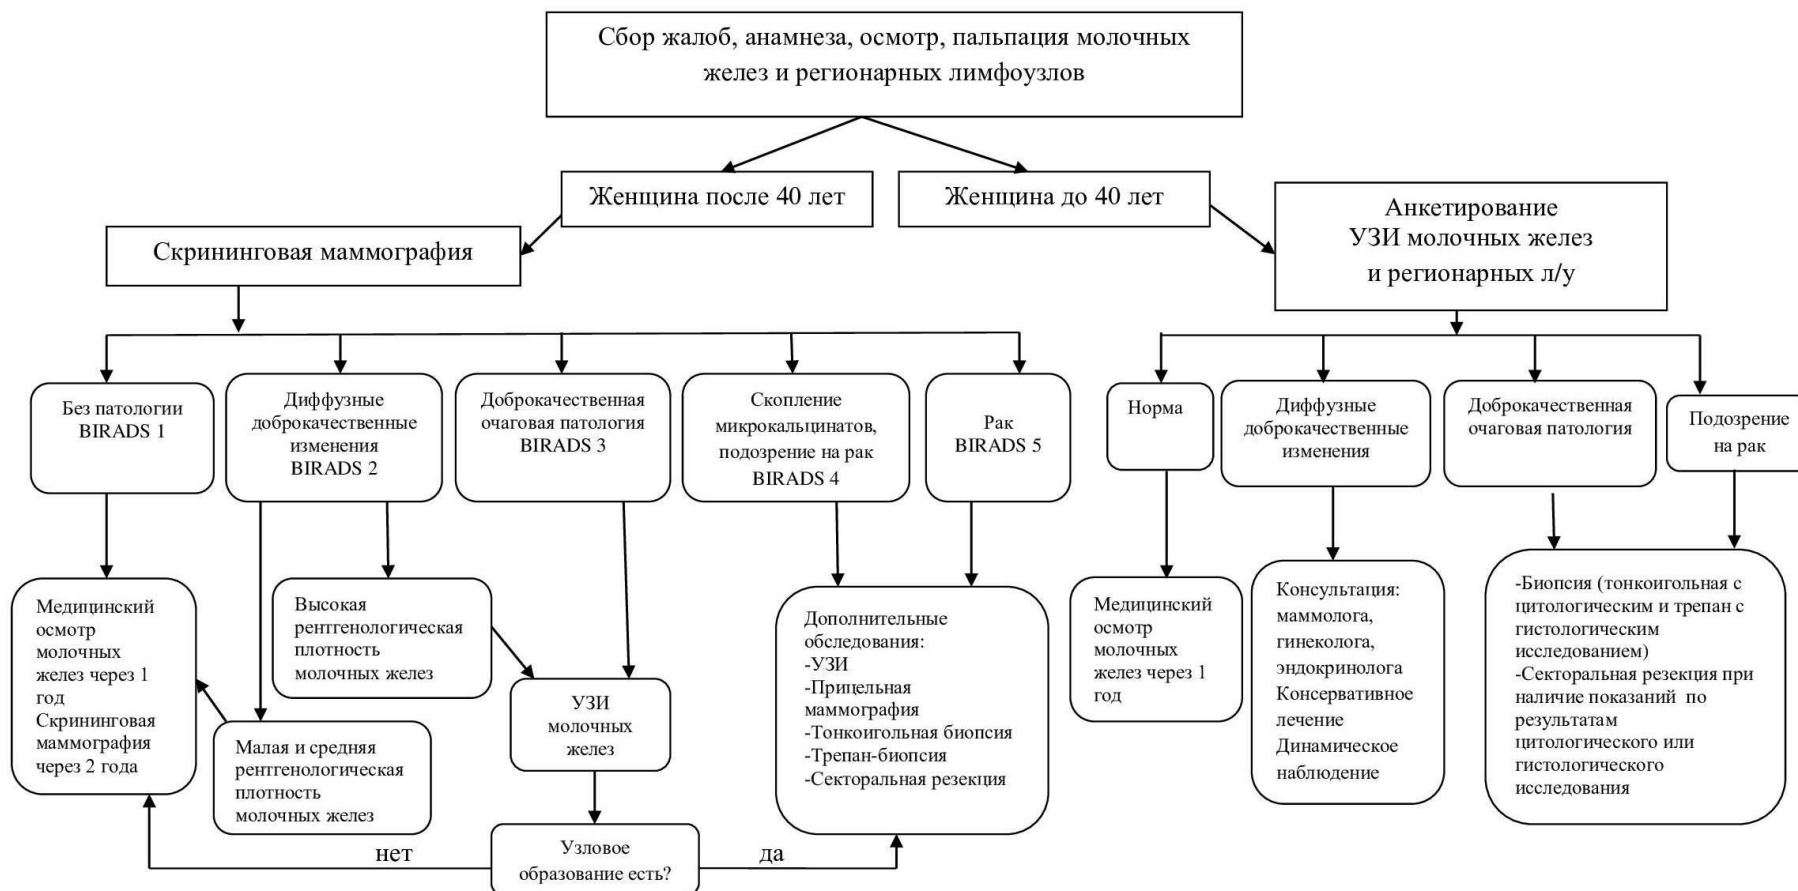 Сбор жалоб, анамнеза, осмотр, пальпация молочных
желез и регионарных лимфоузлов
Женщина после 40 лет
Женщина до 40 лет
Анкетирование
УЗИ молочных желез
и регионарных л/у
Скрининговая маммография
Без патологии
BIRADS 1
Диффузные
доброкачественные
изменения
BIRADS 2
Доброкачественная
очаговая патология
BIRADS 3
Скопление
микрокальцинатов,
подозрение на рак
BIRADS 4
Рак
BIRADS 5
Норма
Диффузные
доброкачественные
изменения
Доброкачественная
очаговая патология
Подозрение
на рак
Медицинский
осмотр
молочных
желез через 1
год
Скрининговая
маммография
через 2 года
Высокая
рентгенологическая
плотность
молочных желез
Малая и средняя
рентгенологическая
плотность
молочных желез
УЗИ
молочных
желез
Дополнительные
обследования:
-УЗИ
-Прицельная
маммография
-Тонкоигольная биопсия
-Трепан-биопсия
-Секторальная резекция
Медицинский
осмотр
молочных
желез через 1
год
Консультация:
маммолога,
гинеколога,
эндокринолога
Консервативное
лечение
Динамическое
наблюдение
-Биопсия (тонкоигольная с
цитологическим и трепан с
гистологическим
исследованием)
-Секторальная резекция при
наличие показаний по
результатам
цитологического или
гистологического
исследования
нет
Узловое
образование есть?
да